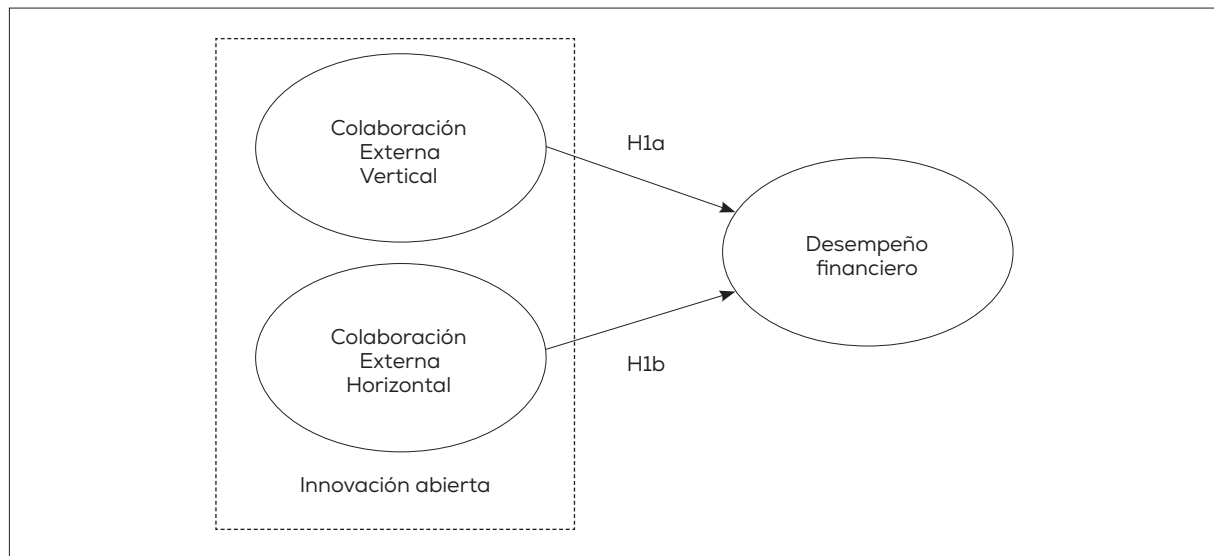 Colaboración
Externa
Vertical
H1a
Desempeño
financiero
Colaboración
Externa
Horizontal
H1b
Innovación abierta